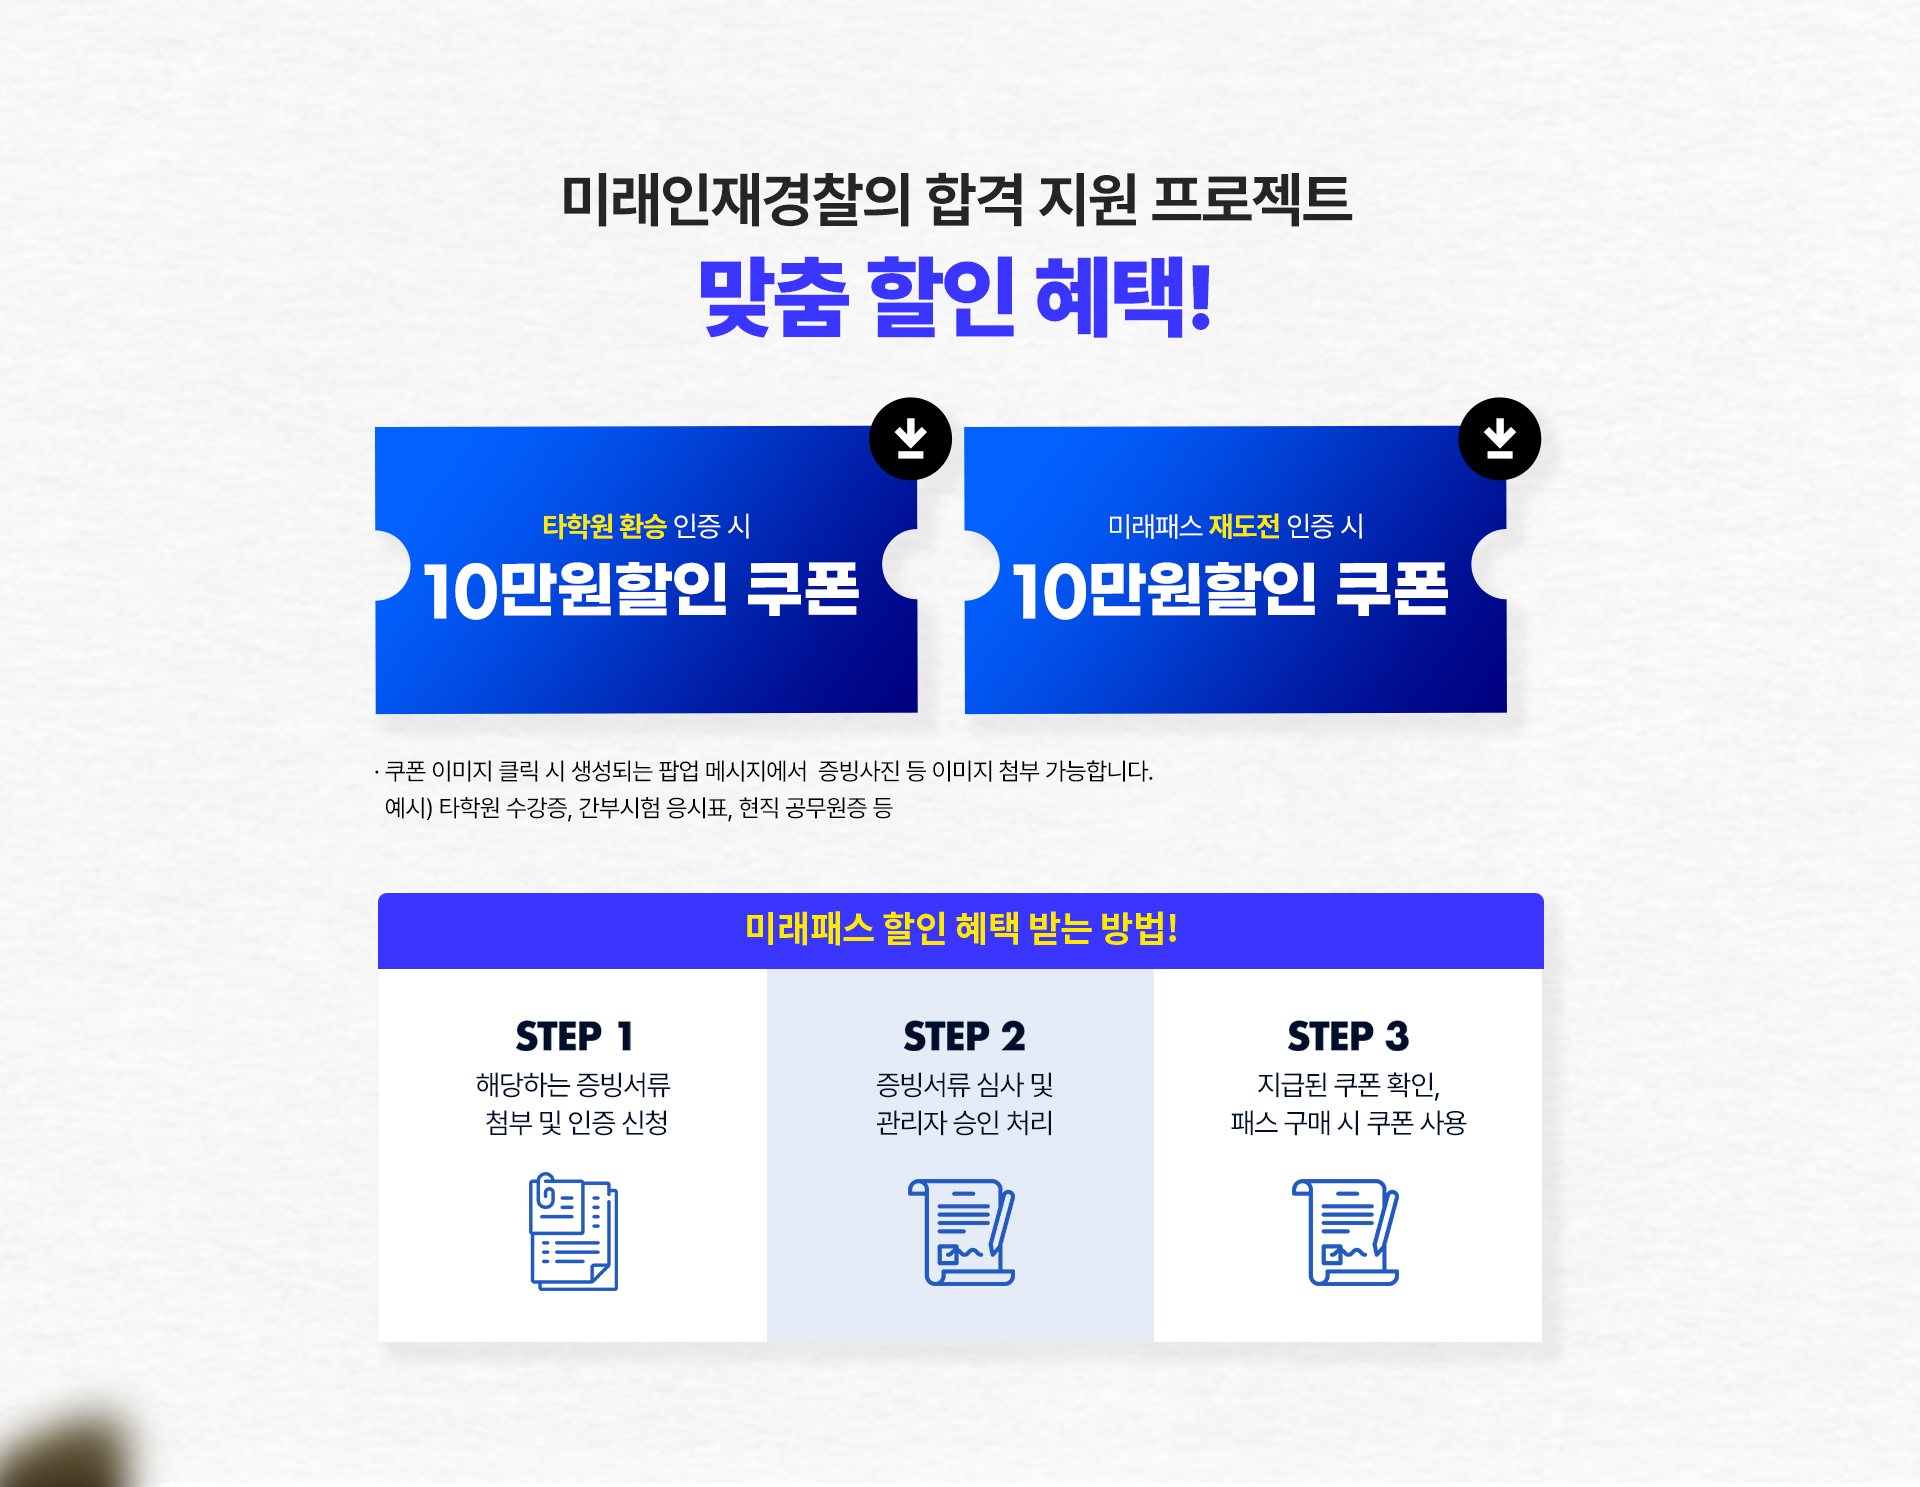 미래인재경찰의 합격 지원 프로젝트
맞춤 할인 혜택!
타학원 환승 인증 시
10만원할인 쿠폰
미래패스 재도전 인증 시
10만원할인 쿠폰
· 쿠폰 이미지 클릭 시 생성되는 팝업 메시지에서 증빙사진 등 이미지 첨부 가능합니다.
예시) 타학원 수강증, 간부시험 응시표, 현직 공무원증 등
미래패스 할인 혜택 받는 방법!
STEP 1
해당하는 증빙서류
첨부 및 인증 신청
STEP 2
증빙서류 심사 및
관리자 승인 처리
STEP 3
지급된 쿠폰 확인,
패스 구매 시 쿠폰 사용